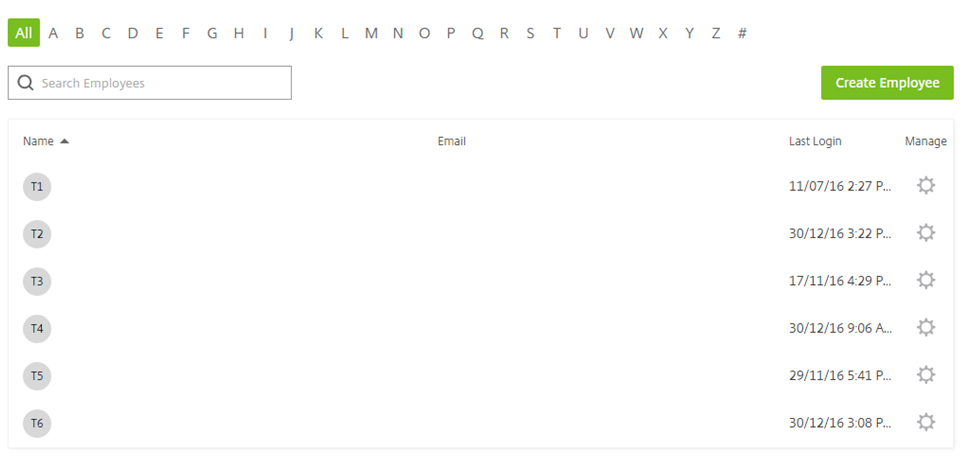 All A B C D E F G H I J K L M N O P Q R S T U V W X Y Z #
Search Employees
Create Employee
Name Email Last Login Manage
T1 11/07/16 2:27 P...
T2 30/12/16 3:22 P...
T3 17/11/16 4:29 P...
T4 30/12/16 9:06 A...
T5 29/11/16 5:41 P...
T6 30/12/16 3:08 P...